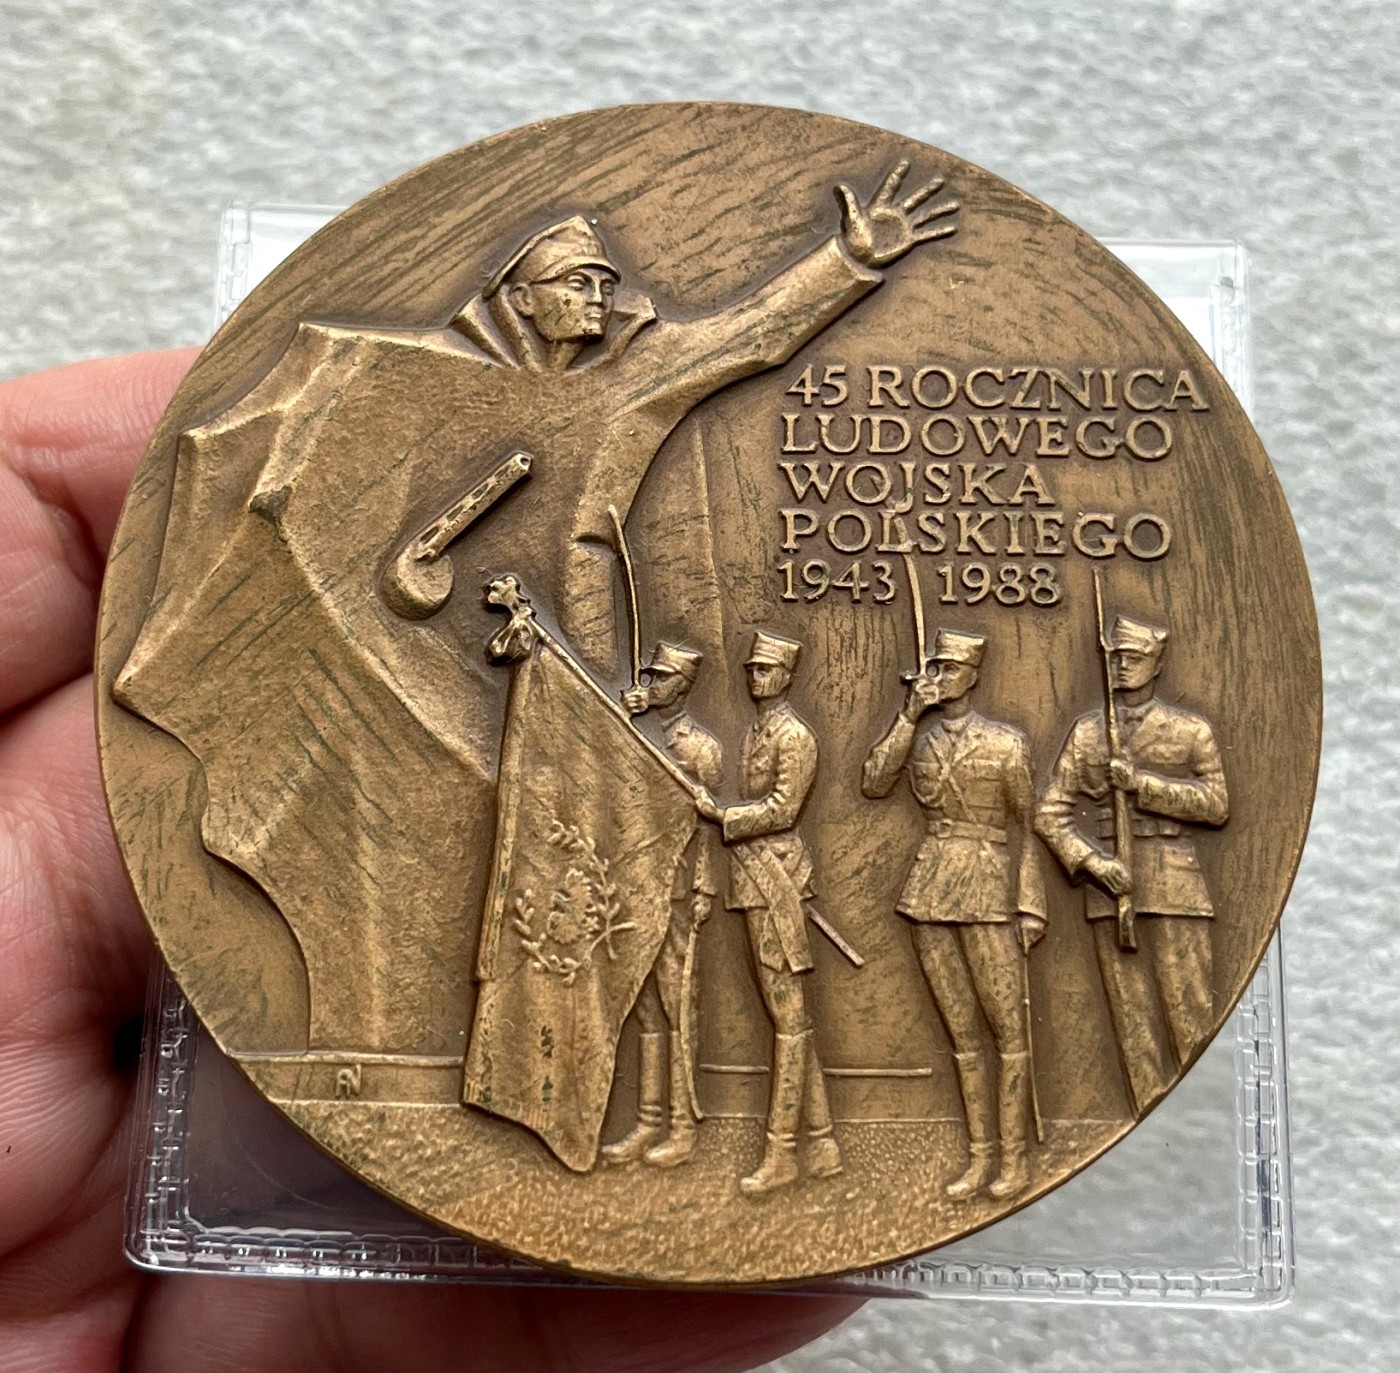 45 ROCZNICA
LUDOWEGO
WOJSKA
POLSKIEGO
1943 1988